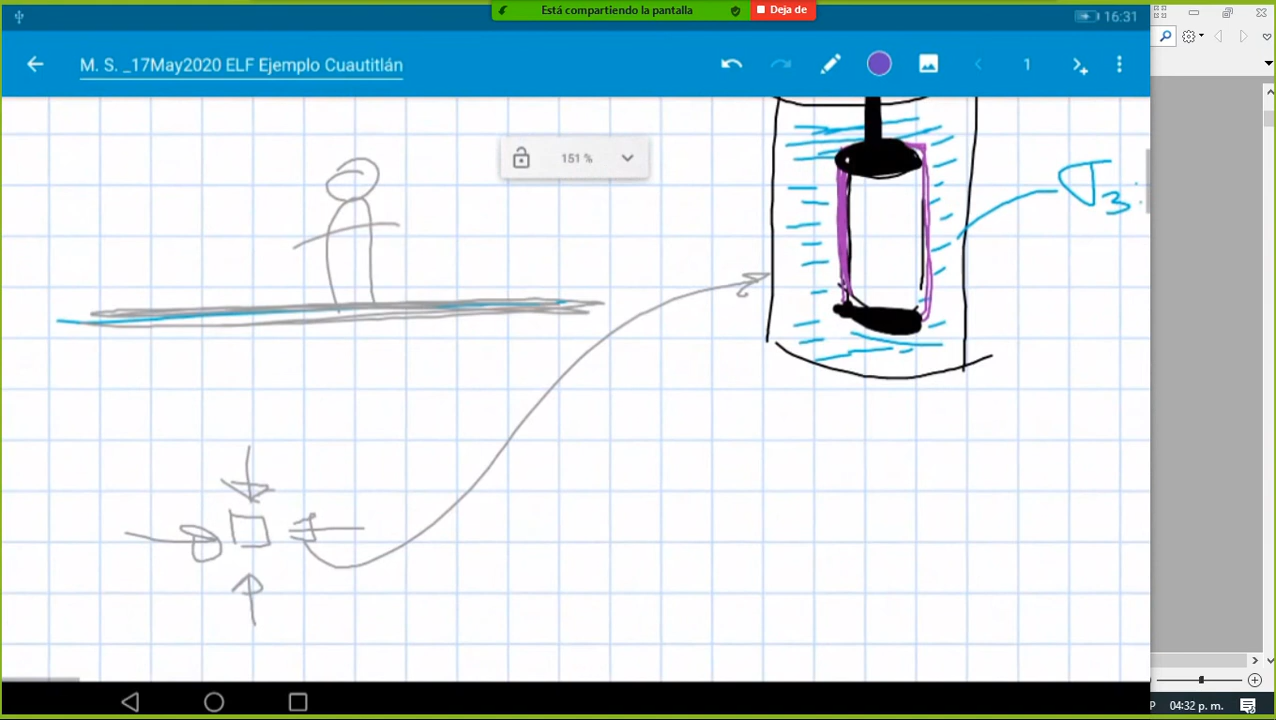 Está compartiendo la pantalla
Deja de
16:31
M. S. _17May2020 ELF Ejemplo Cuautitlán
1
151 %
σ3:
P 04:32 p. m.